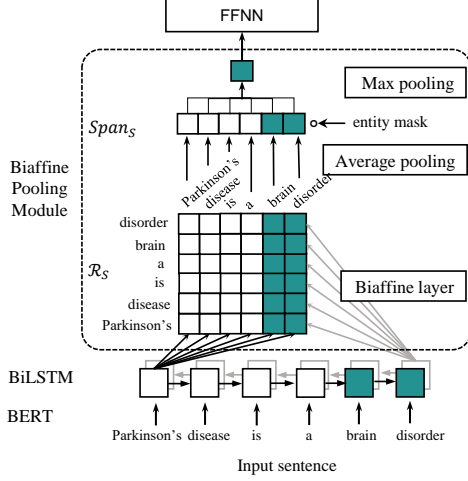 FFNN
Max pooling
Span_S
entity mask
Average pooling
Biaffine
Pooling
Module
Parkinson's
disease
is
a
brain
disorder
disorder
brain
a
is
disease
Parkinson's
ℛ_S
Biaffine layer
BiLSTM
BERT
Parkinson's disease is a brain disorder
Input sentence